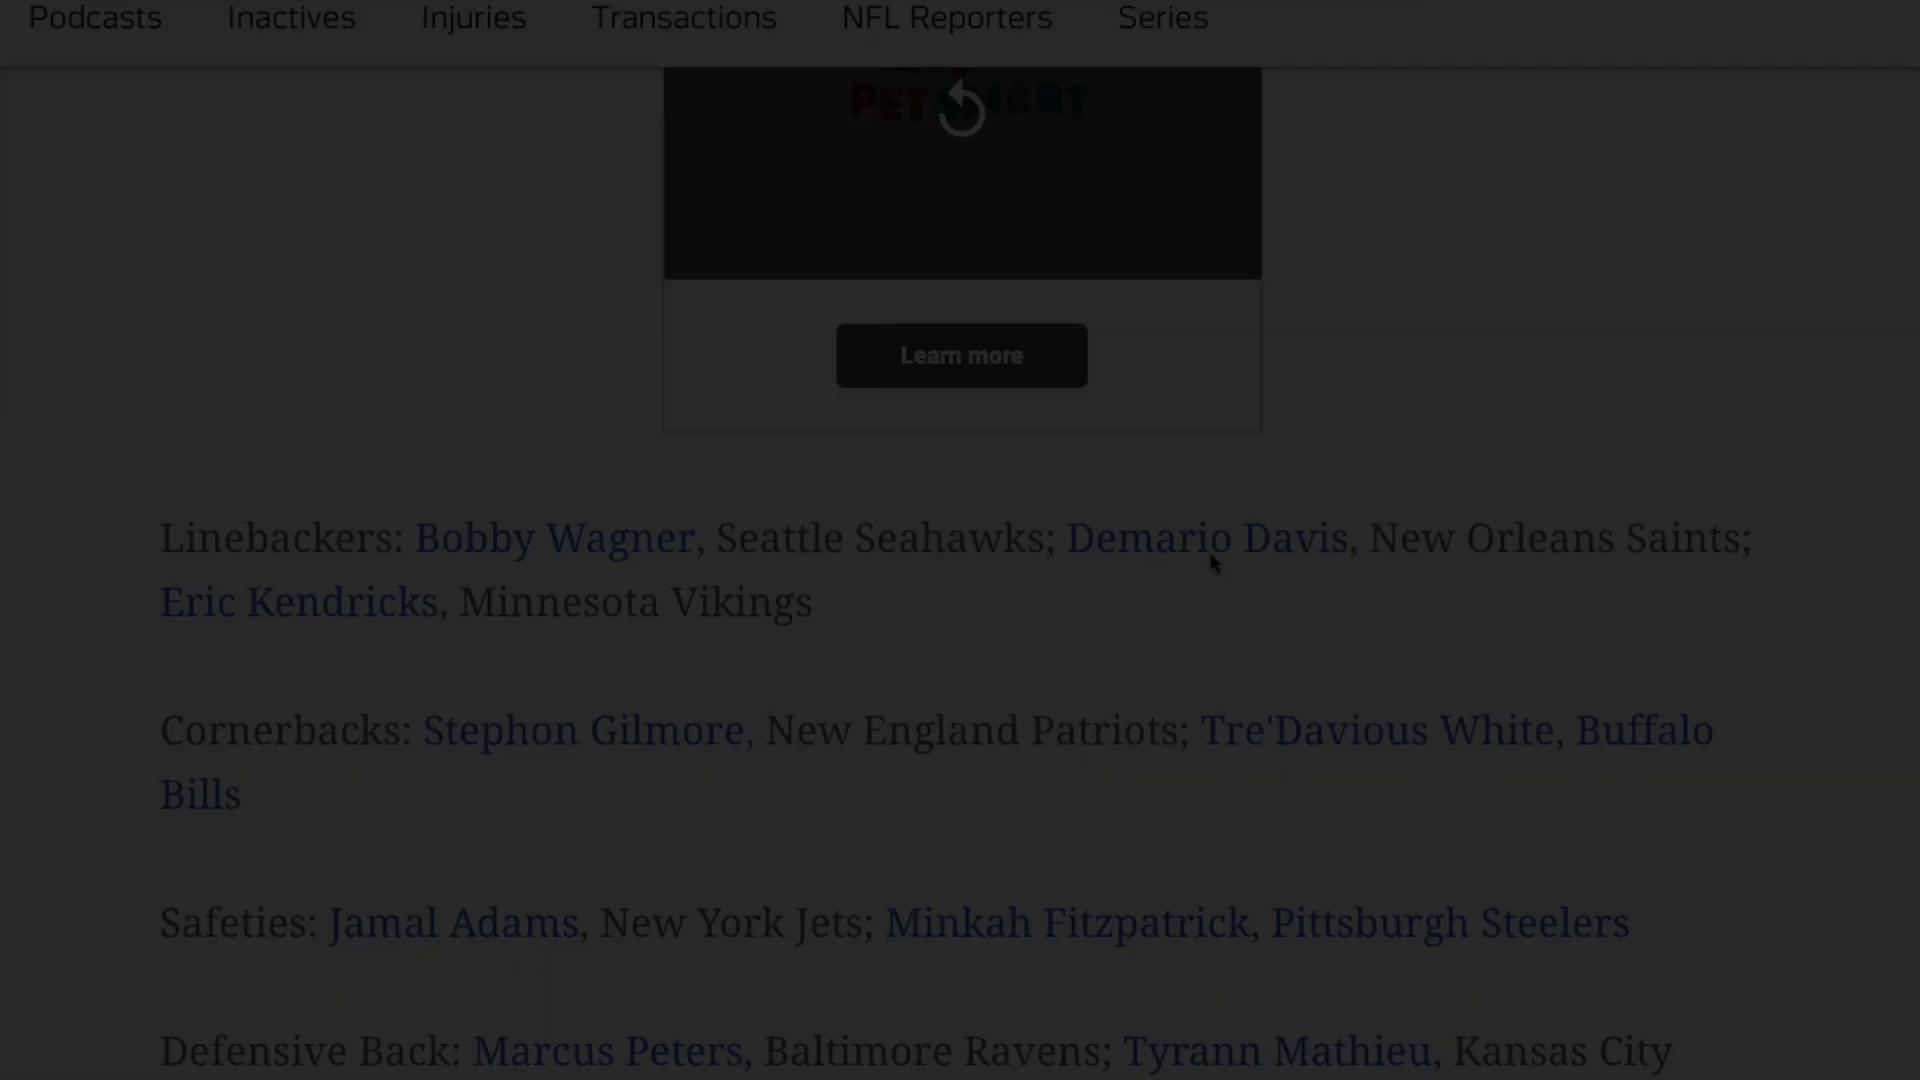 Podcasts Inactives Injuries Transactions NFL Reporters Series
PETSMART
Learn more
Linebackers: Bobby Wagner, Seattle Seahawks; Demario Davis, New Orleans Saints;
Eric Kendricks, Minnesota Vikings
Cornerbacks: Stephon Gilmore, New England Patriots; Tre'Davious White, Buffalo
Bills
Safeties: Jamal Adams, New York Jets; Minkah Fitzpatrick, Pittsburgh Steelers
Defensive Back: Marcus Peters, Baltimore Ravens; Tyrann Mathieu, Kansas City